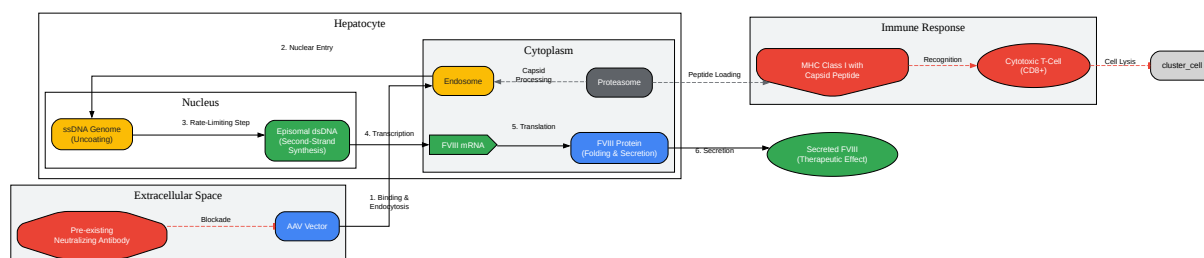 Hepatocyte
2. Nuclear Entry
Cytoplasm
Endosome
Capsid
Processing
Proteasome
Peptide Loading
Immune Response
MHC Class I with
Capsid Peptide
Recognition
Cytotoxic T-Cell
(CD8+)
Cell Lysis
cluster_cell
Nucleus
ssDNA Genome
(Uncoating)
3. Rate-Limiting Step
Episomal dsDNA
(Second-Strand
Synthesis)
4. Transcription
FVIII mRNA
5. Translation
FVIII Protein
(Folding & Secretion)
6. Secretion
Secreted FVIII
(Therapeutic Effect)
Extracellular Space
Pre-existing
Neutralizing Antibody
Blockade
AAV Vector
1. Binding &
Endocytosis